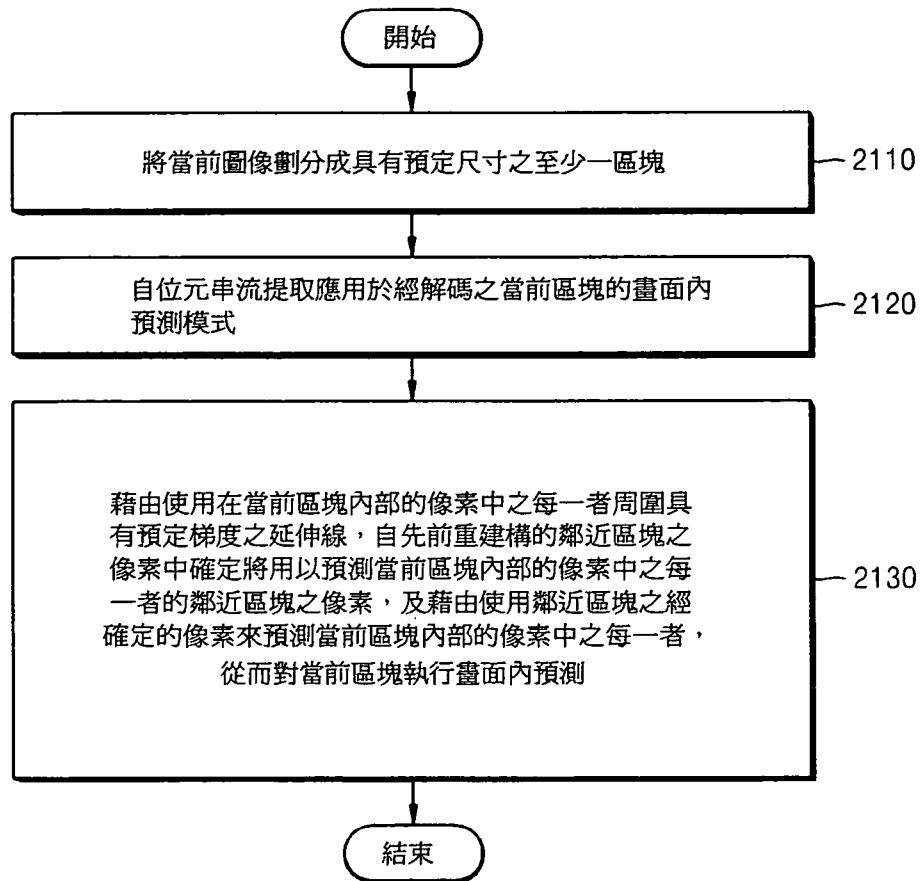 開始
將當前圖像劃分成具有預定尺寸之至少一區塊
2110
自位元串流提取應用於經解碼之當前區塊的畫面內
預測模式
2120
藉由使用在當前區塊內部的像素中之每一者周圍具
有預定梯度之延伸線，自先前重建構的鄰近區塊之
像素中確定將用以預測當前區塊內部的像素中之每
一者的鄰近區塊之像素，及藉由使用鄰近區塊之經
確定的像素來預測當前區塊內部的像素中之每一者，
從而對當前區塊執行畫面內預測
2130
結束